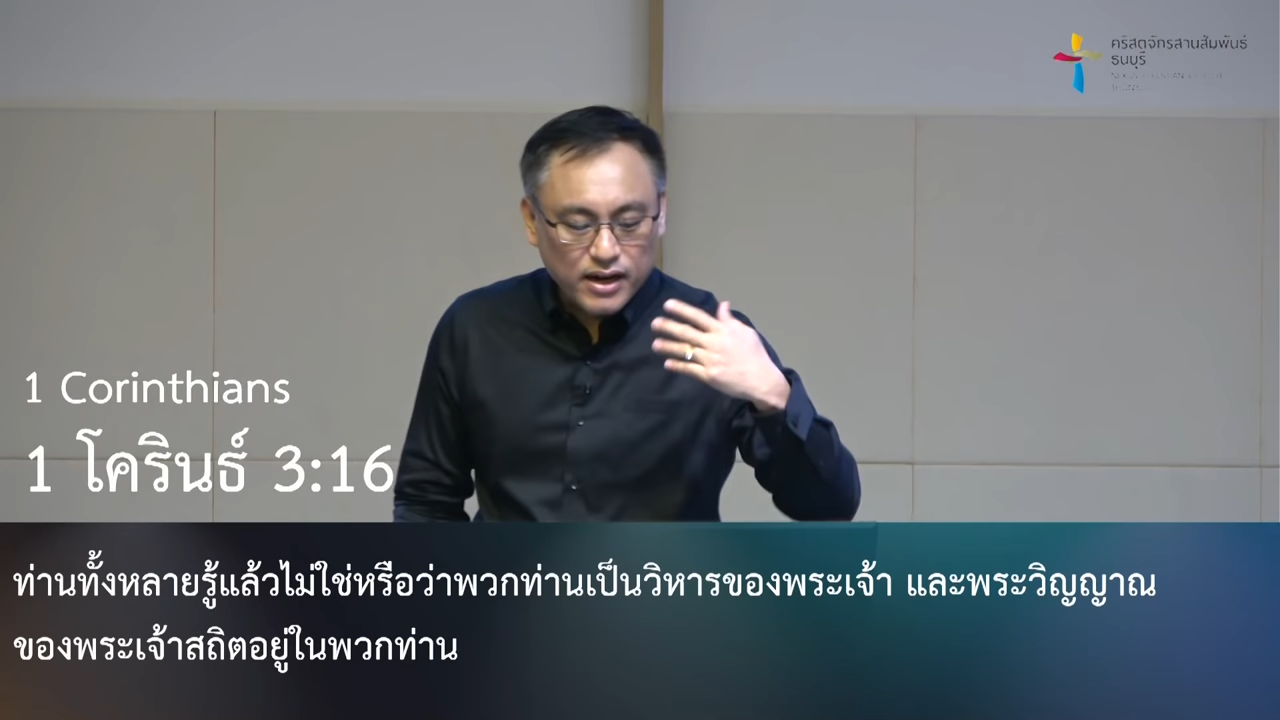 คริสตจักรสานสัมพันธ์
ธนบุรี
1 Corinthians
1 โครินธ์ 3:16
ท่านทั้งหลายรู้แล้วไม่ใช่หรือว่าพวกท่านเป็นวิหารของพระเจ้า และพระวิญญาณ
ของพระเจ้าสถิตอยู่ในพวกท่าน